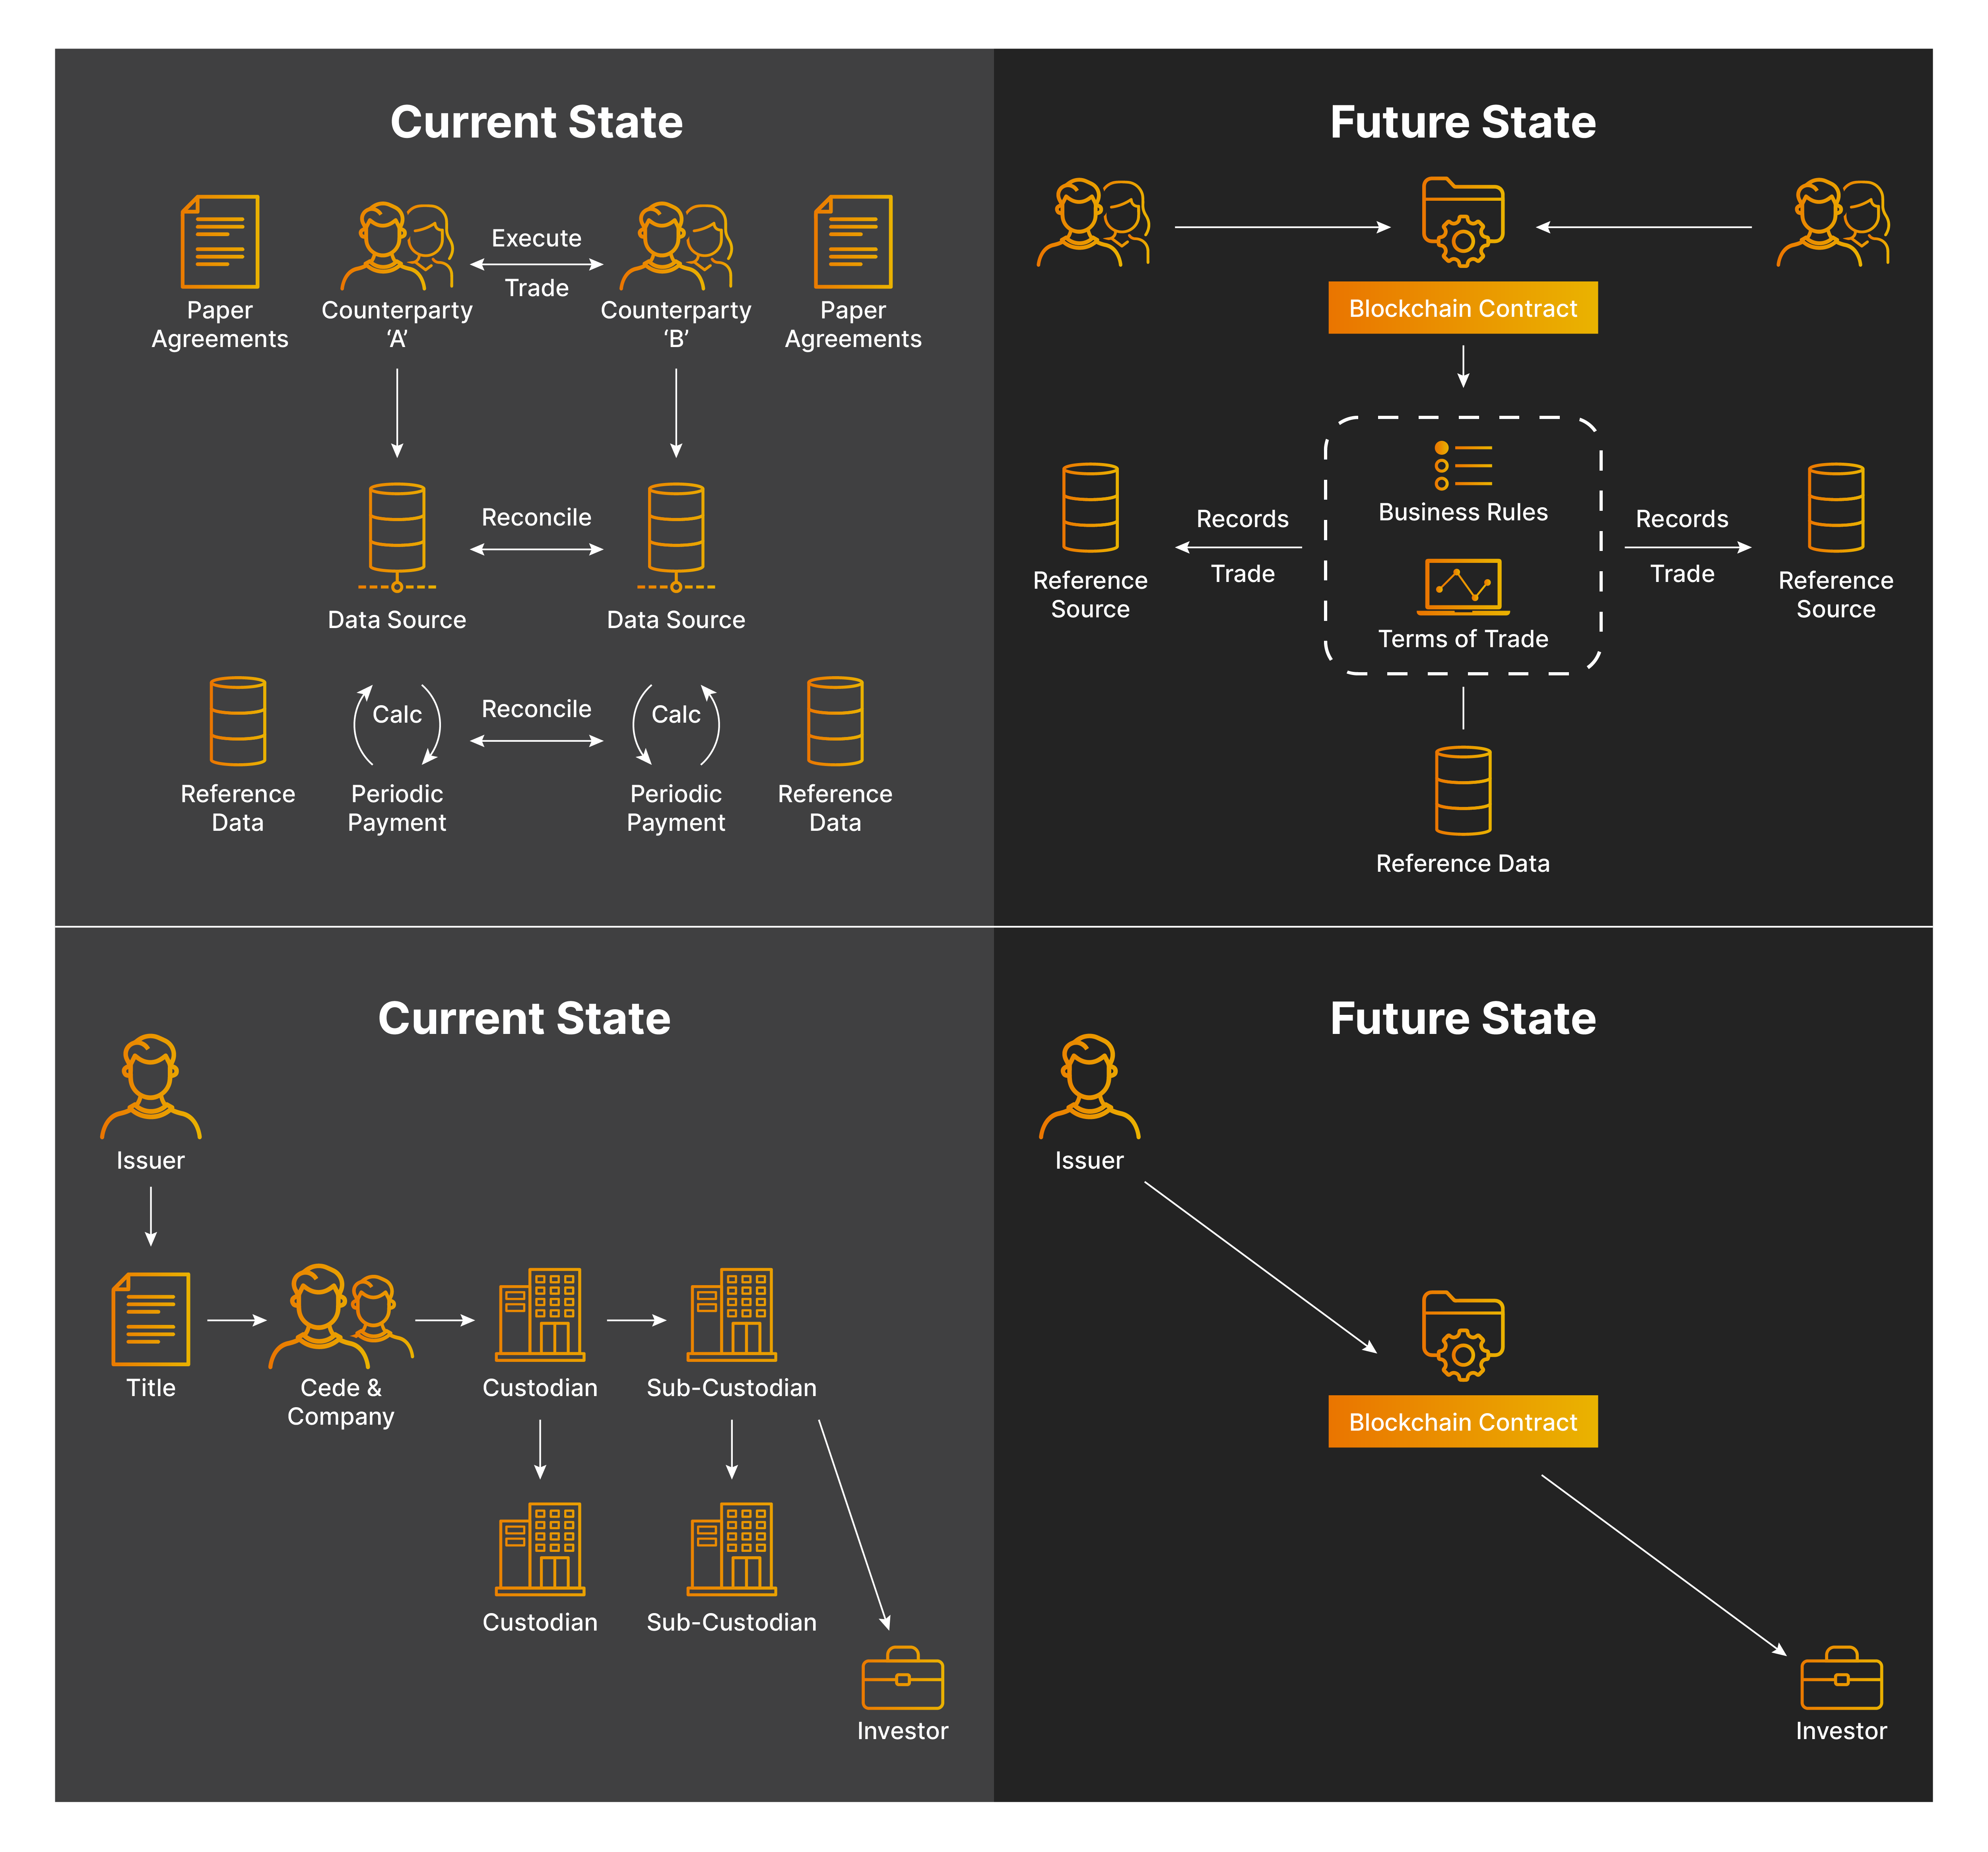 Current State
Paper
Agreements
Counterparty
‘A’
Execute
Trade
Counterparty
‘B’
Paper
Agreements
Data Source
Reconcile
Data Source
Reference
Data
Calc
Periodic
Payment
Reconcile
Calc
Periodic
Payment
Reference
Data
Future State
Blockchain Contract
Reference
Source
Records
Trade
Business Rules
Terms of Trade
Records
Trade
Reference
Source
Reference Data
Current State
Issuer
Title
Cede &
Company
Custodian
Sub-Custodian
Custodian
Sub-Custodian
Investor
Future State
Issuer
Blockchain Contract
Investor